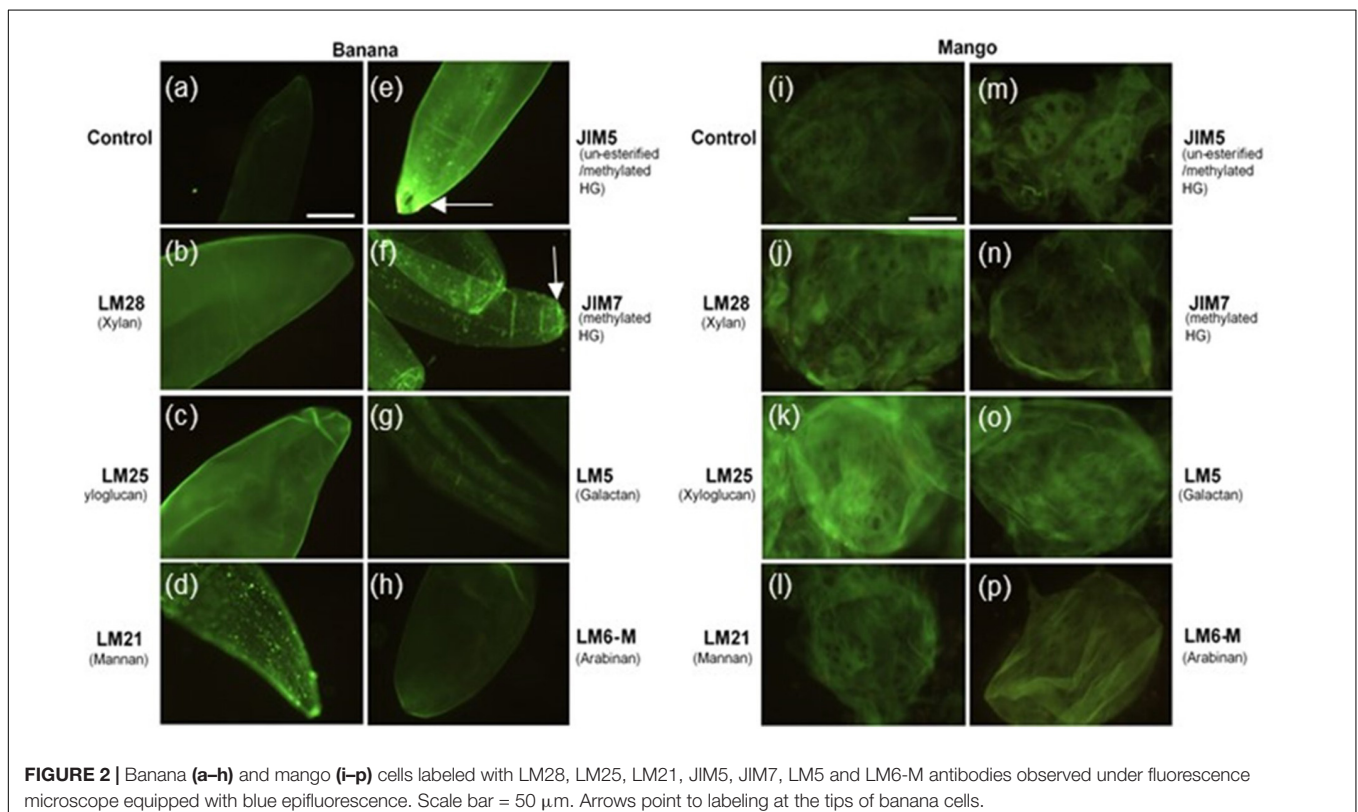 Banana
Mango
(a)
(e)
Control
JIM5
(un-esterified
/methylated
HG)
(b)
(f)
LM28
(Xylan)
JIM7
(methylated
HG)
(c)
(g)
LM25
yloglucan)
LM5
(Galactan)
(d)
(h)
LM21
(Mannan)
LM6-M
(Arabinan)
(i)
(m)
Control
JIM5
(un-esterified
/methylated
HG)
(j)
(n)
LM28
(Xylan)
JIM7
(methylated
HG)
(k)
(o)
LM25
(Xyloglucan)
LM5
(Galactan)
(l)
(p)
LM21
(Mannan)
LM6-M
(Arabinan)
FIGURE 2 | Banana (a–h) and mango (i–p) cells labeled with LM28, LM25, LM21, JIM5, JIM7, LM5 and LM6-M antibodies observed under fluorescence
microscope equipped with blue epifluorescence. Scale bar = 50 μm. Arrows point to labeling at the tips of banana cells.